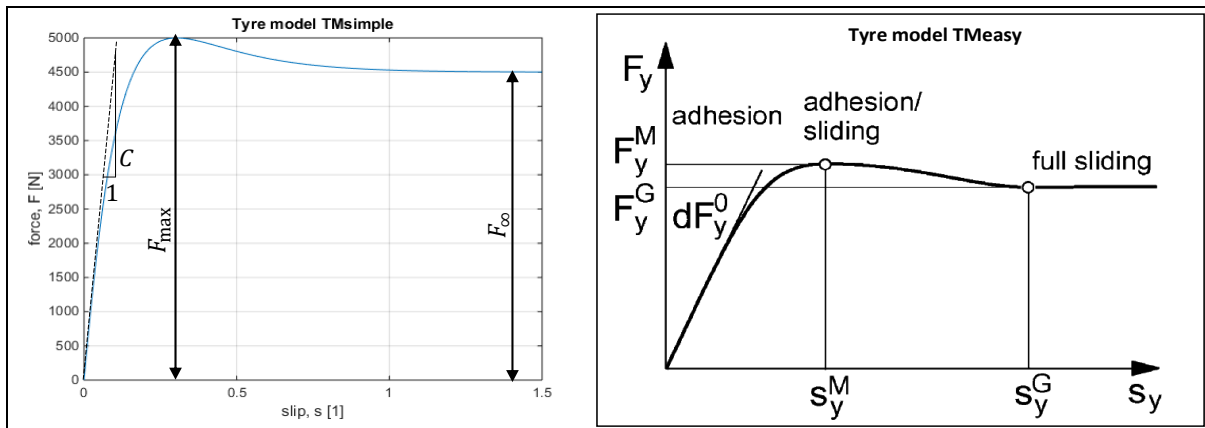 Tyre model TMsimple
force, F [N]
5000
4500
4000
3500
3000
2500
2000
1500
1000
500
0
C
1
F_max
F_∞
0
0.5
1
1.5
slip, s [1]
Tyre model TMeasy
F_y
adhesion
adhesion/
sliding
full sliding
F_y^M
F_y^G
dF_y^0
s_y^M
s_y^G
s_y